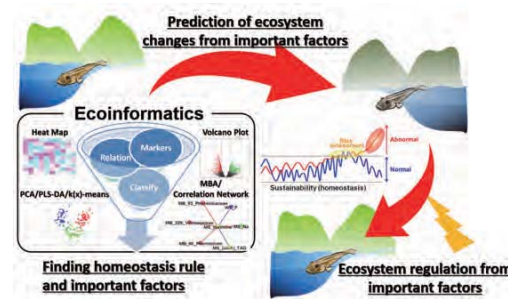 Prediction of ecosystem
changes from important factors
Ecoinformatics
Heat Map
Volcano Plot
Markers
Relation
Classify
PCA/PLS-DA/k(x)-means
MBA/
Correlation Network
Abnormal
Normal
Sustainability (homeostasis)
Finding homeostasis rule
and important factors
Ecosystem regulation from
important factors